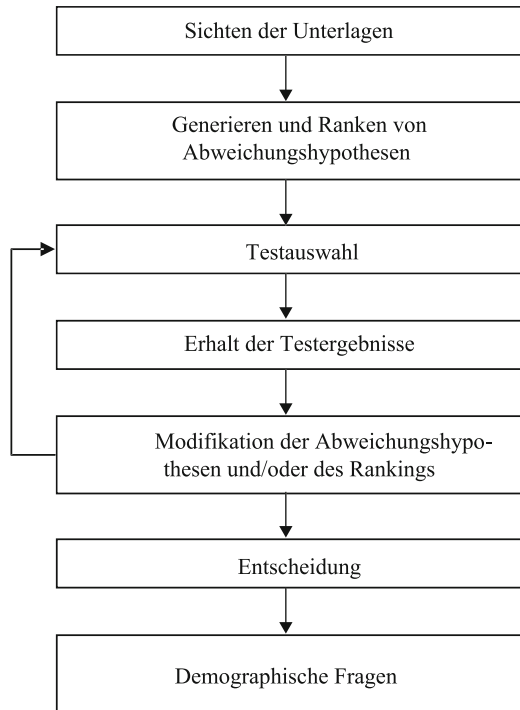 Sichten der Unterlagen
Generieren und Ranken von
Abweichungshypothesen
Testauswahl
Erhalt der Testergebnisse
Modifikation der Abweichungshypo-
thesen und/oder des Rankings
Entscheidung
Demographische Fragen